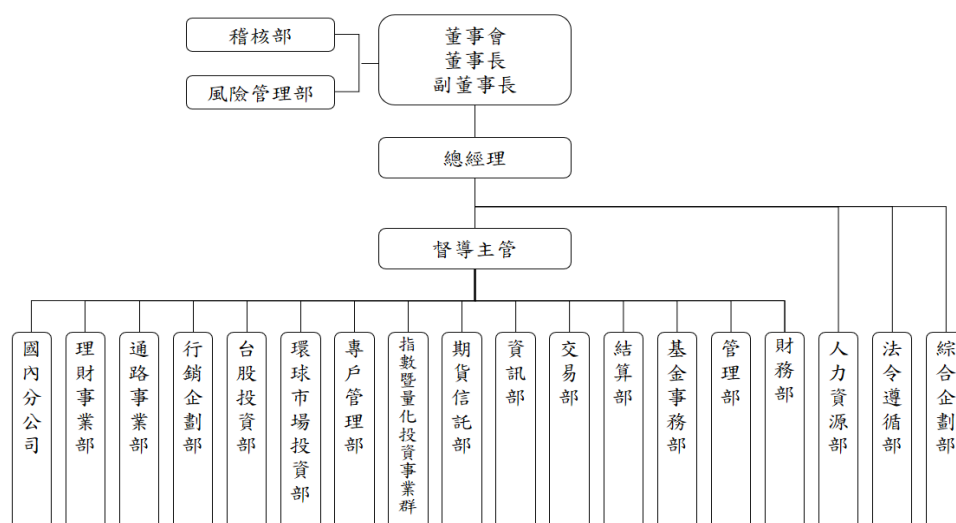 稽核部
風險管理部
董事會
董事長
副董事長
總經理
督導主管
國內分公司
理財事業部
通路事業部
行銷企劃部
台股投資部
環球市場投資部
專戶管理部
指數暨量化投資事業群
期貨信託部
資訊部
交易部
結算部
基金事務部
管理部
財務部
人力資源部
法令遵循部
綜合企劃部